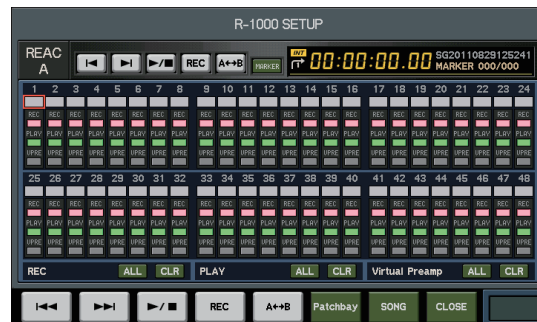 R-1000 SETUP
REAC A
REC A↔B MARKER
INT 00:00:00.00 SG20110829125241
MARKER 000/000
1 2 3 4 5 6 7 8 9 10 11 12 13 14 15 16 17 18 19 20 21 22 23 24
REC REC REC REC REC REC REC REC REC REC REC REC REC REC REC REC REC REC REC REC REC REC REC REC
PLAY PLAY PLAY PLAY PLAY PLAY PLAY PLAY PLAY PLAY PLAY PLAY PLAY PLAY PLAY PLAY PLAY PLAY PLAY PLAY PLAY PLAY PLAY PLAY
VPRE VPRE VPRE VPRE VPRE VPRE VPRE VPRE VPRE VPRE VPRE VPRE VPRE VPRE VPRE VPRE VPRE VPRE VPRE VPRE VPRE VPRE VPRE VPRE
25 26 27 28 29 30 31 32 33 34 35 36 37 38 39 40 41 42 43 44 45 46 47 48
REC REC REC REC REC REC REC REC REC REC REC REC REC REC REC REC REC REC REC REC REC REC REC REC
PLAY PLAY PLAY PLAY PLAY PLAY PLAY PLAY PLAY PLAY PLAY PLAY PLAY PLAY PLAY PLAY PLAY PLAY PLAY PLAY PLAY PLAY PLAY PLAY
VPRE VPRE VPRE VPRE VPRE VPRE VPRE VPRE VPRE VPRE VPRE VPRE VPRE VPRE VPRE VPRE VPRE VPRE VPRE VPRE VPRE VPRE VPRE VPRE
REC ALL CLR PLAY ALL CLR Virtual Preamp ALL CLR
REC A↔B Patchbay SONG CLOSE